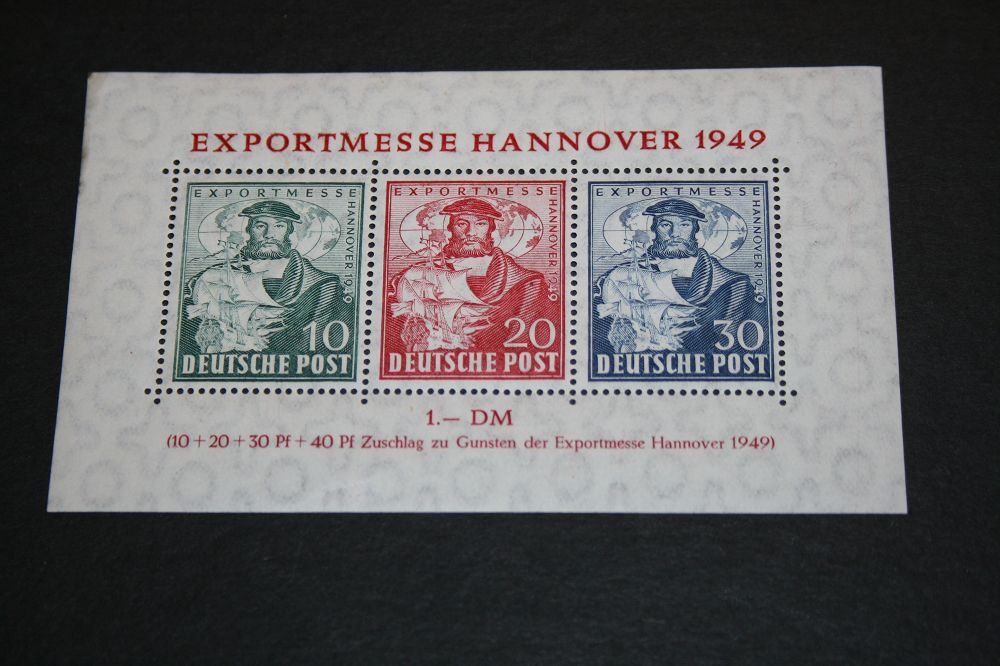 EXPORTMESSE HANNOVER 1949
EXPORTMESSE
HANNOVER 1949
10
DEUTSCHE POST
EXPORTMESSE
HANNOVER 1949
20
DEUTSCHE POST
EXPORTMESSE
HANNOVER 1949
30
DEUTSCHE POST
1.— DM
(10 + 20 + 30 Pf + 40 Pf Zuschlag zu Gunsten der Exportmesse Hannover 1949)